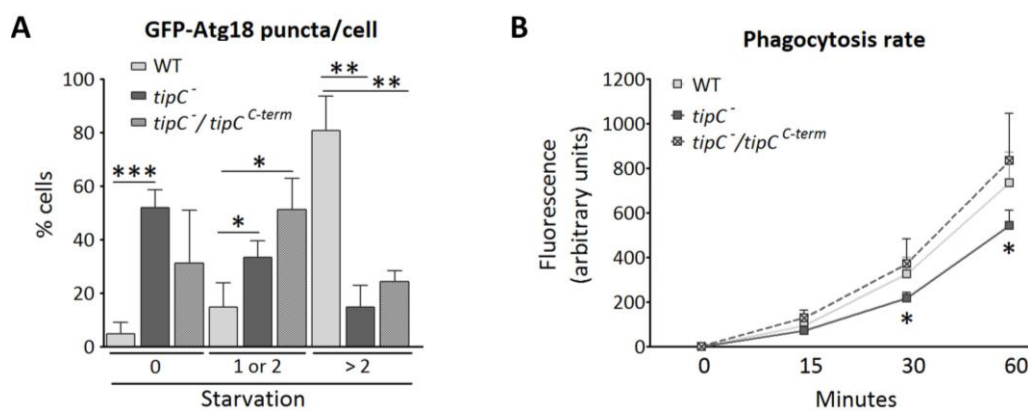 A
GFP-Atg18 puncta/cell
WT
tipC⁻
tipC⁻/ tipC ᶜ⁻ᵗᵉʳᵐ
***
*
*
**
**
% cells
100
80
60
40
20
0
0
1 or 2
> 2
Starvation
B
Phagocytosis rate
WT
tipC⁻
tipC⁻/tipC ᶜ⁻ᵗᵉʳᵐ
Fluorescence
(arbitrary units)
1200
1000
800
600
400
200
0
*
*
0
15
30
60
Minutes